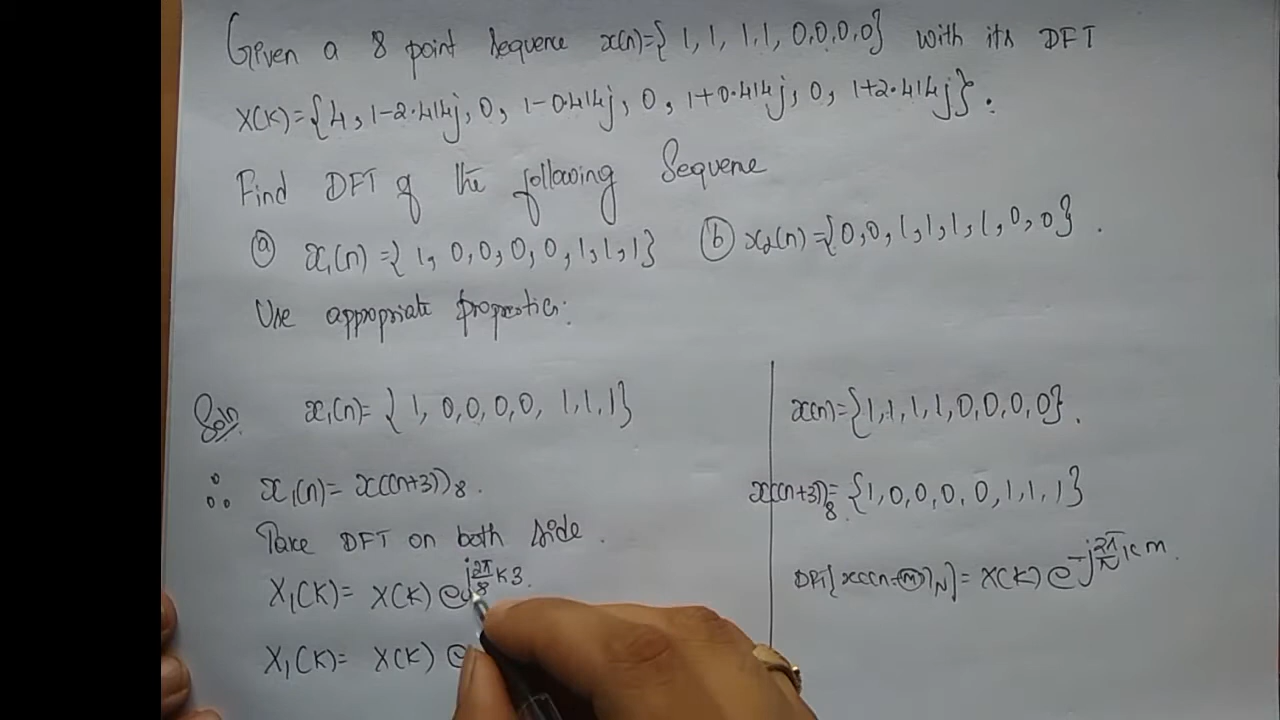 Given a 8 point Sequence x(n)={1, 1, 1, 1, 0, 0, 0, 0} with its DFT
X(K)={4, 1-2.414j, 0, 1-0.414j, 0, 1+0.414j, 0, 1+2.414j}.
Find DFT of the following Sequence
ⓐ x₁(n)={1, 0, 0, 0, 0, 1, 1, 1} ⓑ x₂(n)={0, 0, 1, 1, 1, 1, 0, 0}.
Use appropriate properties:
Soln x₁(n)= {1, 0, 0, 0, 0, 1, 1, 1}
∴ x₁(n)= x((n+3))₈.
Take DFT on both side.
X₁(K)= X(K) e^{j 2π/8 K3}.
X₁(K)= X(K) e
x(n)={1, 1, 1, 1, 0, 0, 0, 0}.
x((n+3))₈={1, 0, 0, 0, 0, 1, 1, 1}
DFT[x((n-m))_N]= X(K) e^{-j 2π/N K m}.